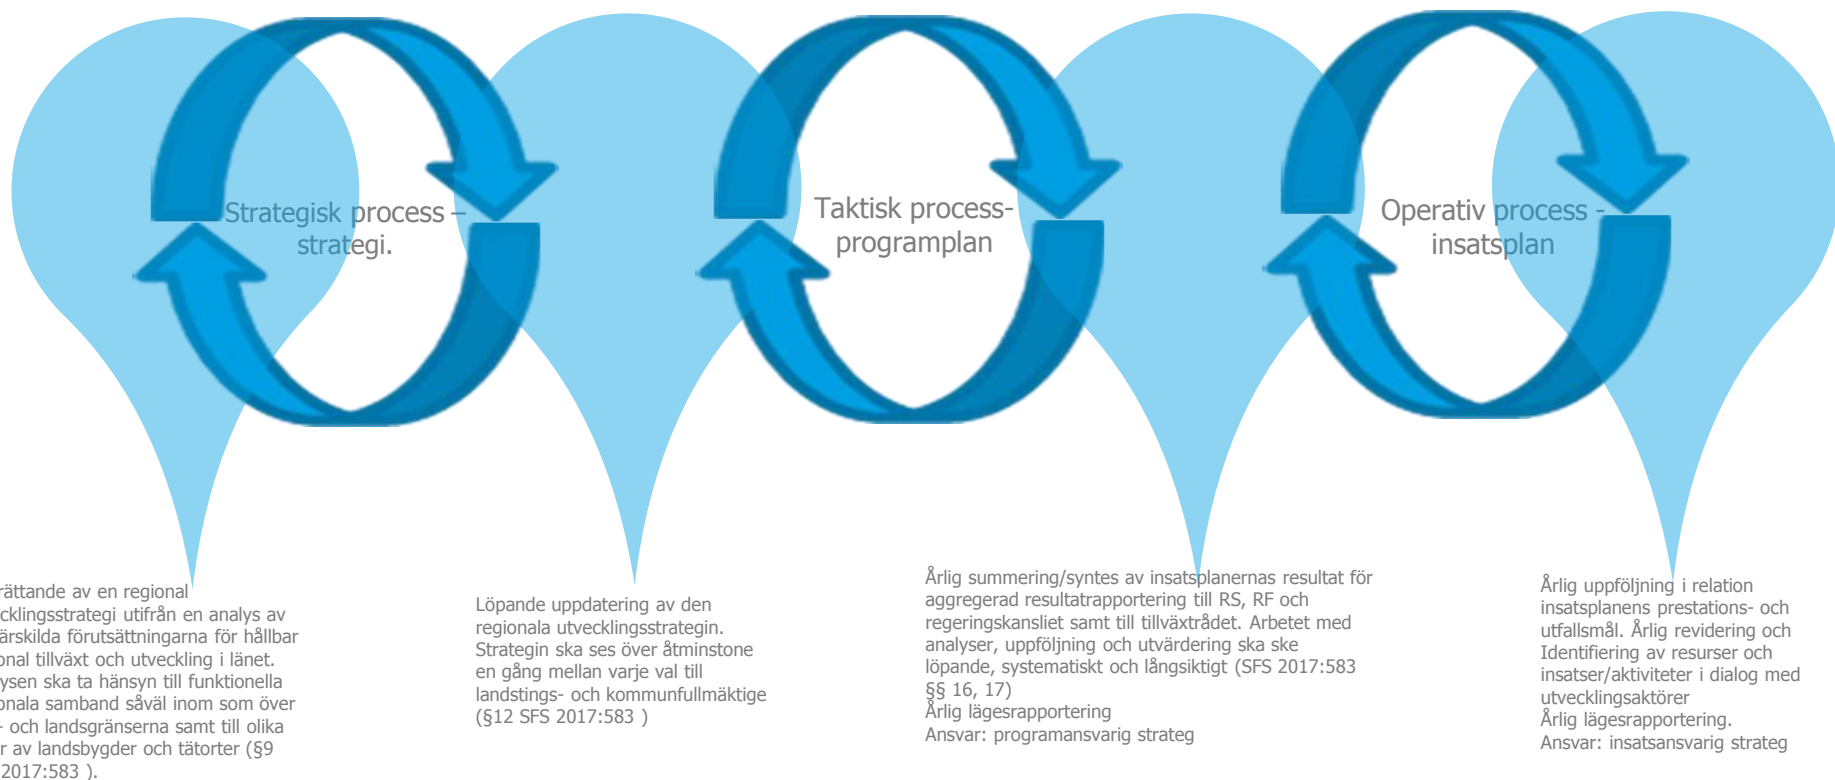 Strategisk process –
strategi.
Taktisk process-
programplan
Operativ process -
insatsplan
rättande av en regional
cklingsstrategi utifrån en analys av
ärskilda förutsättningarna för hållbar
onal tillväxt och utveckling i länet.
ysen ska ta hänsyn till funktionella
onala samband såväl inom som över
- och landsgränserna samt till olika
r av landsbygder och tätorter (§9
2017:583 ).
Löpande uppdatering av den
regionala utvecklingsstrategin.
Strategin ska ses över åtminstone
en gång mellan varje val till
landstings- och kommunfullmäktige
(§12 SFS 2017:583 )
Årlig summering/syntes av insatsplanernas resultat för
aggregerad resultatrapportering till RS, RF och
regeringskansliet samt till tillväxtrådet. Arbetet med
analyser, uppföljning och utvärdering ska ske
löpande, systematiskt och långsiktigt (SFS 2017:583
§§ 16, 17)
Årlig lägesrapportering
Ansvar: programansvarig strateg
Årlig uppföljning i relation
insatsplanens prestations- och
utfallsmål. Årlig revidering och
Identifiering av resurser och
insatser/aktiviteter i dialog med
utvecklingsaktörer
Årlig lägesrapportering.
Ansvar: insatsansvarig strateg